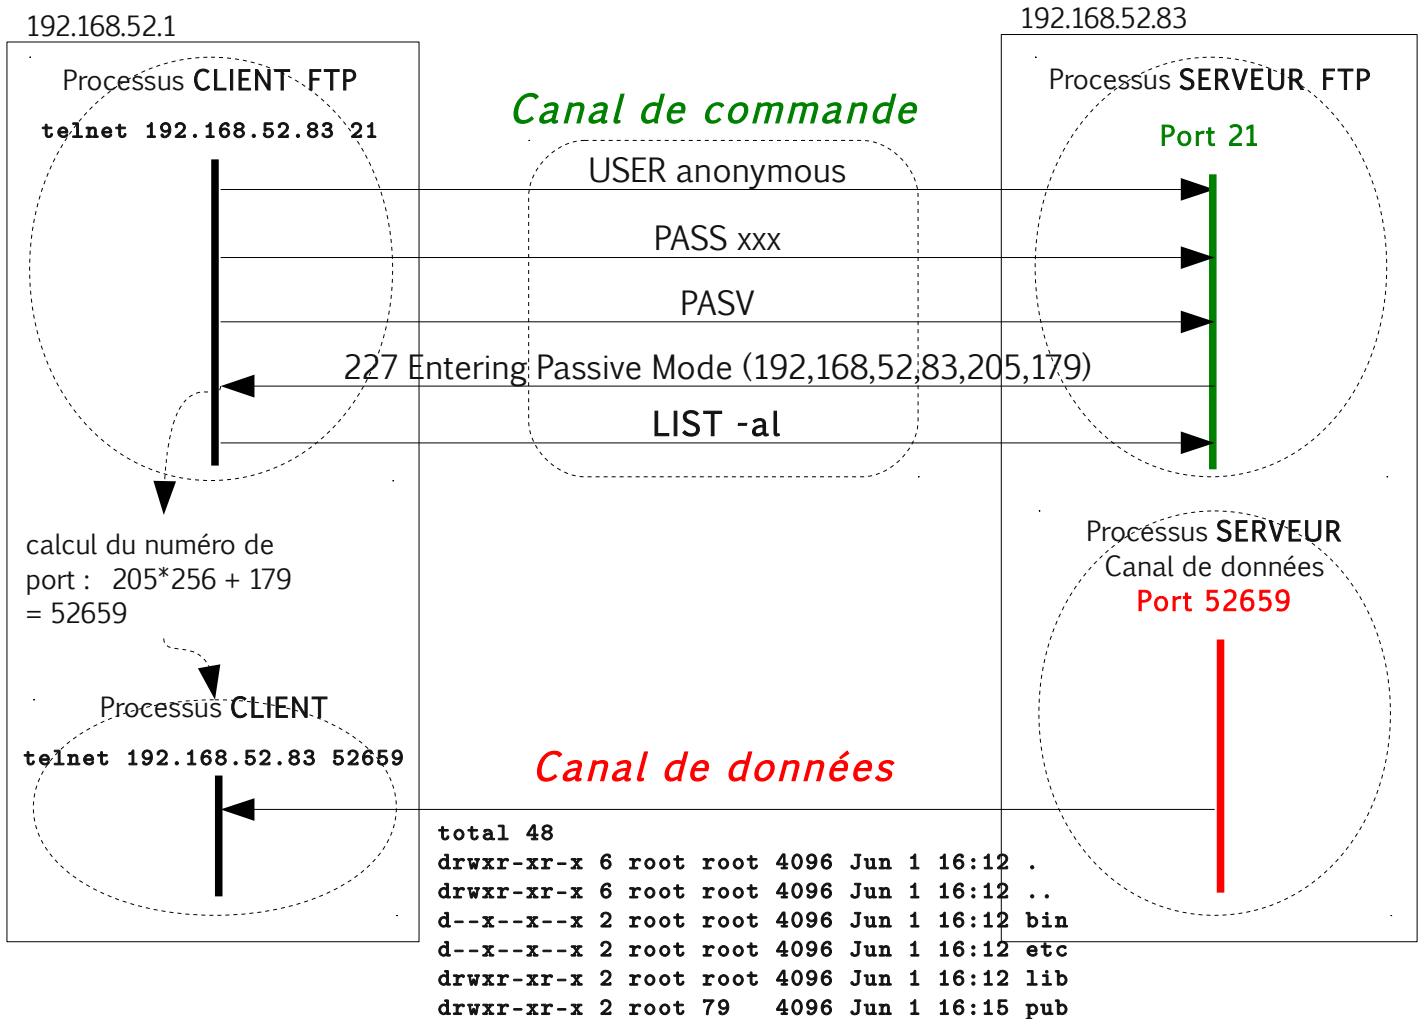 192.168.52.1
192.168.52.83
Processus CLIENT FTP
telnet 192.168.52.83 21
Canal de commande
Processus SERVEUR FTP
Port 21
USER anonymous
PASS xxx
PASV
227 Entering Passive Mode (192,168,52,83,205,179)
LIST -al
calcul du numéro de
port : 205*256 + 179
= 52659
Processus SERVEUR
Canal de données
Port 52659
Processus CLIENT
telnet 192.168.52.83 52659
Canal de données
total 48
drwxr-xr-x 6 root root 4096 Jun 1 16:12 .
drwxr-xr-x 6 root root 4096 Jun 1 16:12 ..
d--x--x--x 2 root root 4096 Jun 1 16:12 bin
d--x--x--x 2 root root 4096 Jun 1 16:12 etc
drwxr-xr-x 2 root root 4096 Jun 1 16:12 lib
drwxr-xr-x 2 root 79   4096 Jun 1 16:15 pub